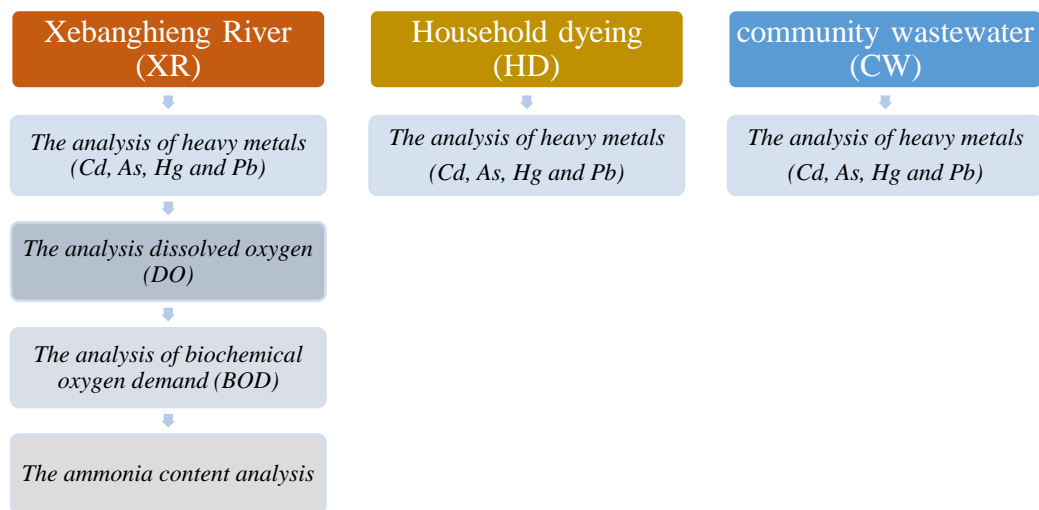 Xebanghieng River
(XR)
The analysis of heavy metals
(Cd, As, Hg and Pb)
The analysis dissolved oxygen
(DO)
The analysis of biochemical
oxygen demand (BOD)
The ammonia content analysis
Household dyeing
(HD)
The analysis of heavy metals
(Cd, As, Hg and Pb)
community wastewater
(CW)
The analysis of heavy metals
(Cd, As, Hg and Pb)